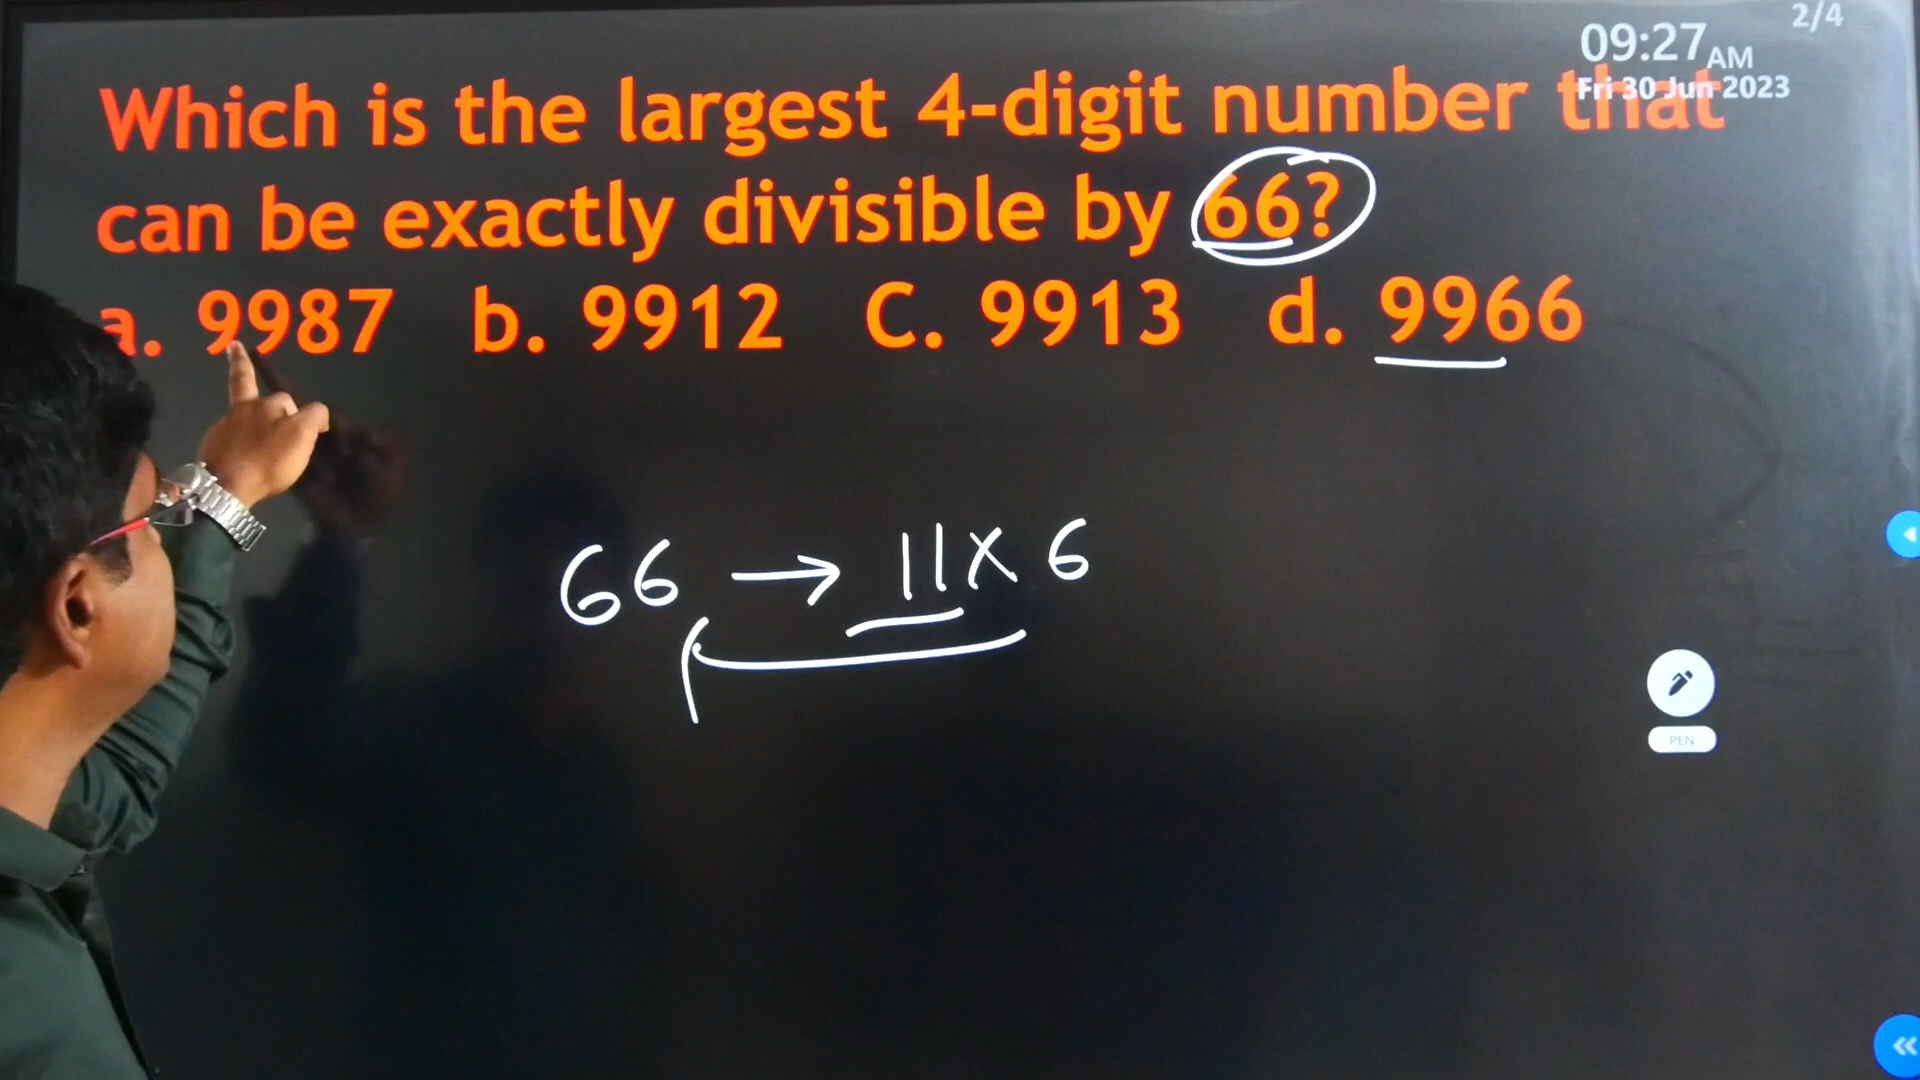 2/4
09:27AM
Fri 30 Jun 2023
Which is the largest 4-digit number that
can be exactly divisible by 66?
a. 9987 b. 9912 C. 9913 d. 9966
66 → 11 x 6
PEN